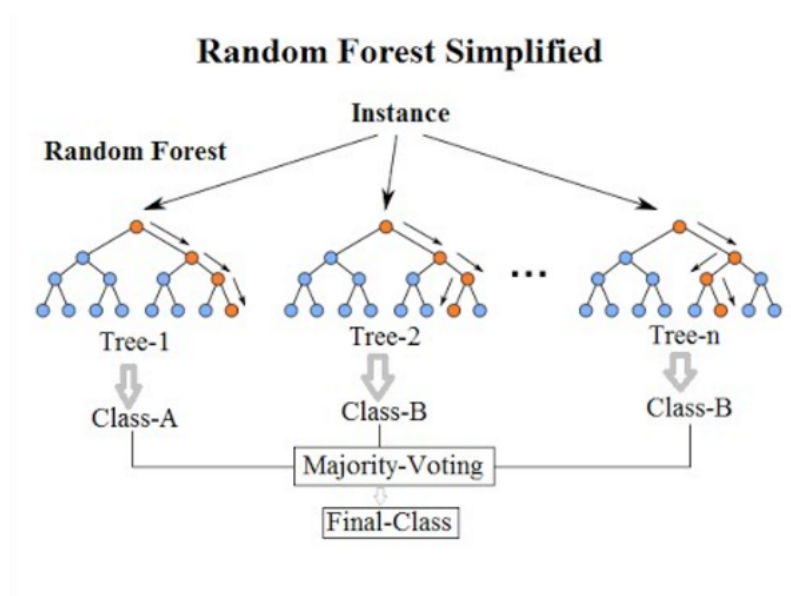 Random Forest Simplified
Instance
Random Forest
...
Tree-1
Tree-2
Tree-n
Class-A
Class-B
Class-B
Majority-Voting
Final-Class